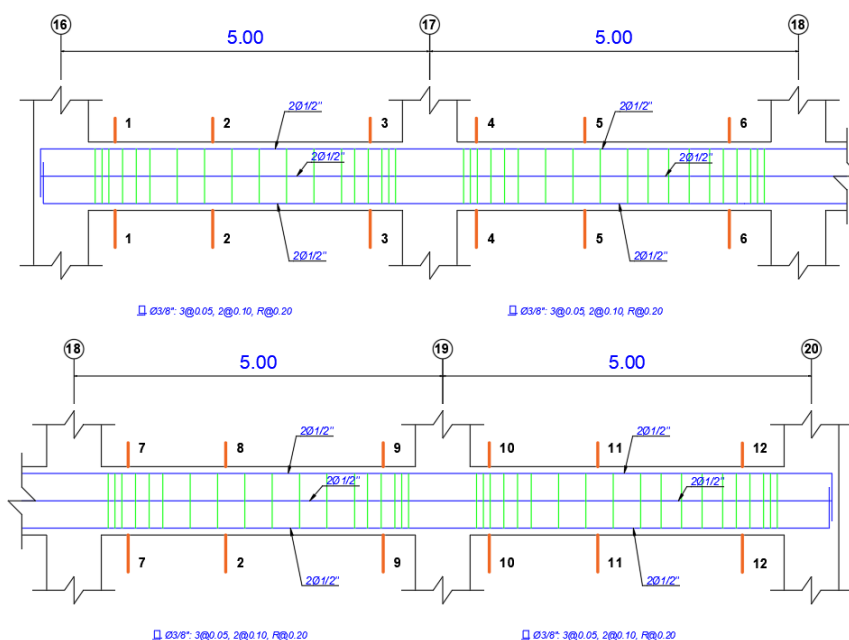 16 17 18
5.00 5.00
1 2 3 4 5 6
2Ø1/2" 2Ø1/2"
2Ø1/2" 2Ø1/2"
2Ø1/2" 2Ø1/2"
1 2 3 4 5 6
Ø3/8": 3@0.05, 2@0.10, R@0.20 Ø3/8": 3@0.05, 2@0.10, R@0.20
18 19 20
5.00 5.00
7 8 9 10 11 12
2Ø1/2" 2Ø1/2"
2Ø1/2" 2Ø1/2"
2Ø1/2" 2Ø1/2"
7 2 9 10 11 12
Ø3/8": 3@0.05, 2@0.10, R@0.20 Ø3/8": 3@0.05, 2@0.10, R@0.20